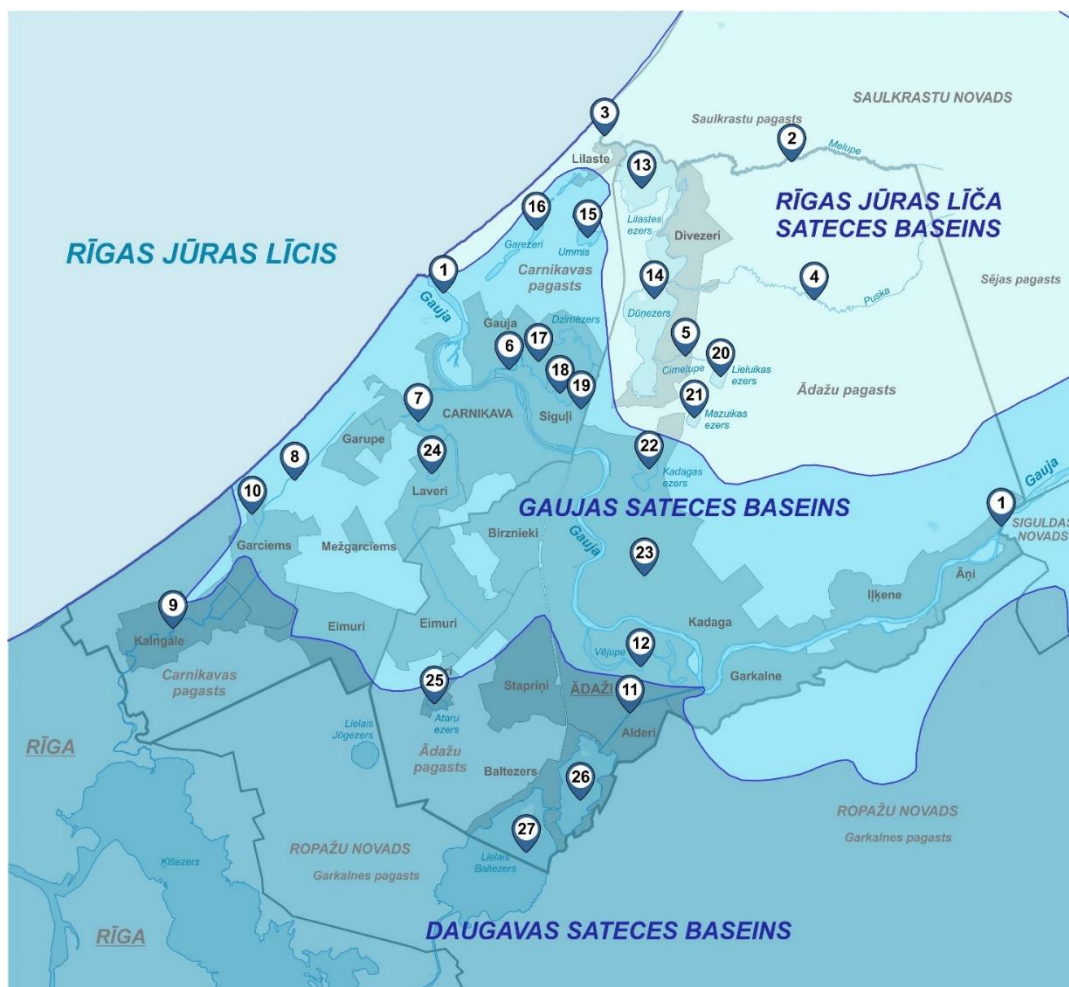 SAULKRASTU NOVADS
3
Saulkrastu pagasts
2
Melupe
Lilaste
13
RĪGAS JŪRAS LĪČA
SATECES BASEINS
16
15
Lilastes
ezers
RĪGAS JŪRAS LĪCIS
Garezeri
Ummis
Divezeri
Carnikavas
pagasts
1
14
4
Sējas pagasts
Gauja
Puska
Dzirnezers
Dūņezers
Gauja
6
17
5
20
Cimeļupe
Lieluikas
ezers
18
19
7
CARNIKAVA
Siguļi
21
Ādažu pagasts
Mazuikas
ezers
Garupe
24
22
8
Laveri
Kadagas
ezers
Gauja
10
GAUJAS SATECES BASEINS
1
SIGULDAS
NOVADS
Birznieki
Garciems
Mežgarciems
Gauja
23
Āņi
Iļķene
9
Kalngale
Eimuri
Eimuri
Kadaga
Vējupe
12
Carnikavas
pagasts
25
ri
Stapriņi
ĀDAŽI
11
Garkalne
Ataru
ezers
Alderi
Lielais
Jūgezers
RĪGA
Ādažu
pagasts
Baltezers
26
27
ROPAŽU NOVADS
Garkalnes pagasts
ROPAŽU NOVADS
Garkalnes pagasts
Ķīšezers
Lielais
Baltezers
RĪGA
DAUGAVAS SATECES BASEINS